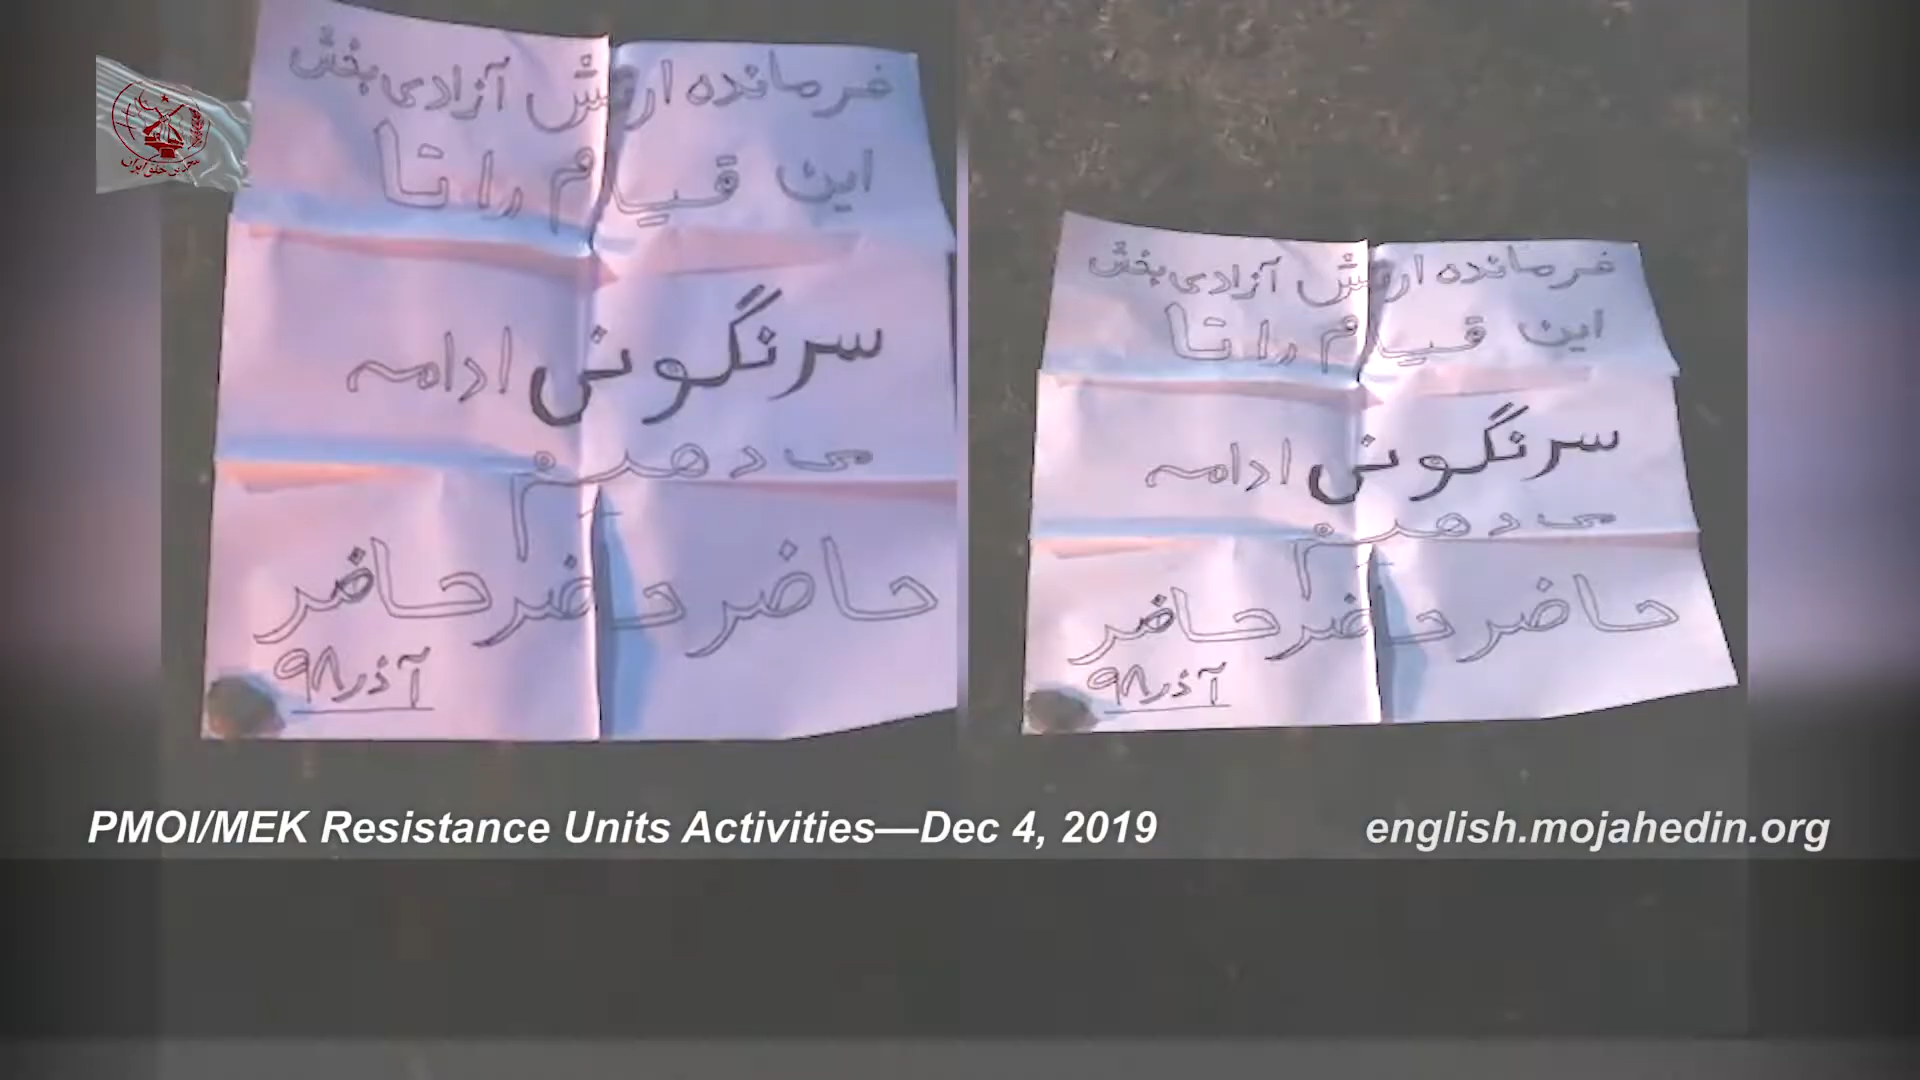 فرمانده ارتش آزادی بخش
این قیام را تا
سرنگونی ادامه
می دهیم
حاضر حاضر حاضر
آذر ۹۸
فرمانده ارتش آزادی بخش
این قیام را تا
سرنگونی ادامه
می دهیم
حاضر حاضر حاضر
آذر ۹۸
PMOI/MEK Resistance Units Activities—Dec 4, 2019
english.mojahedin.org